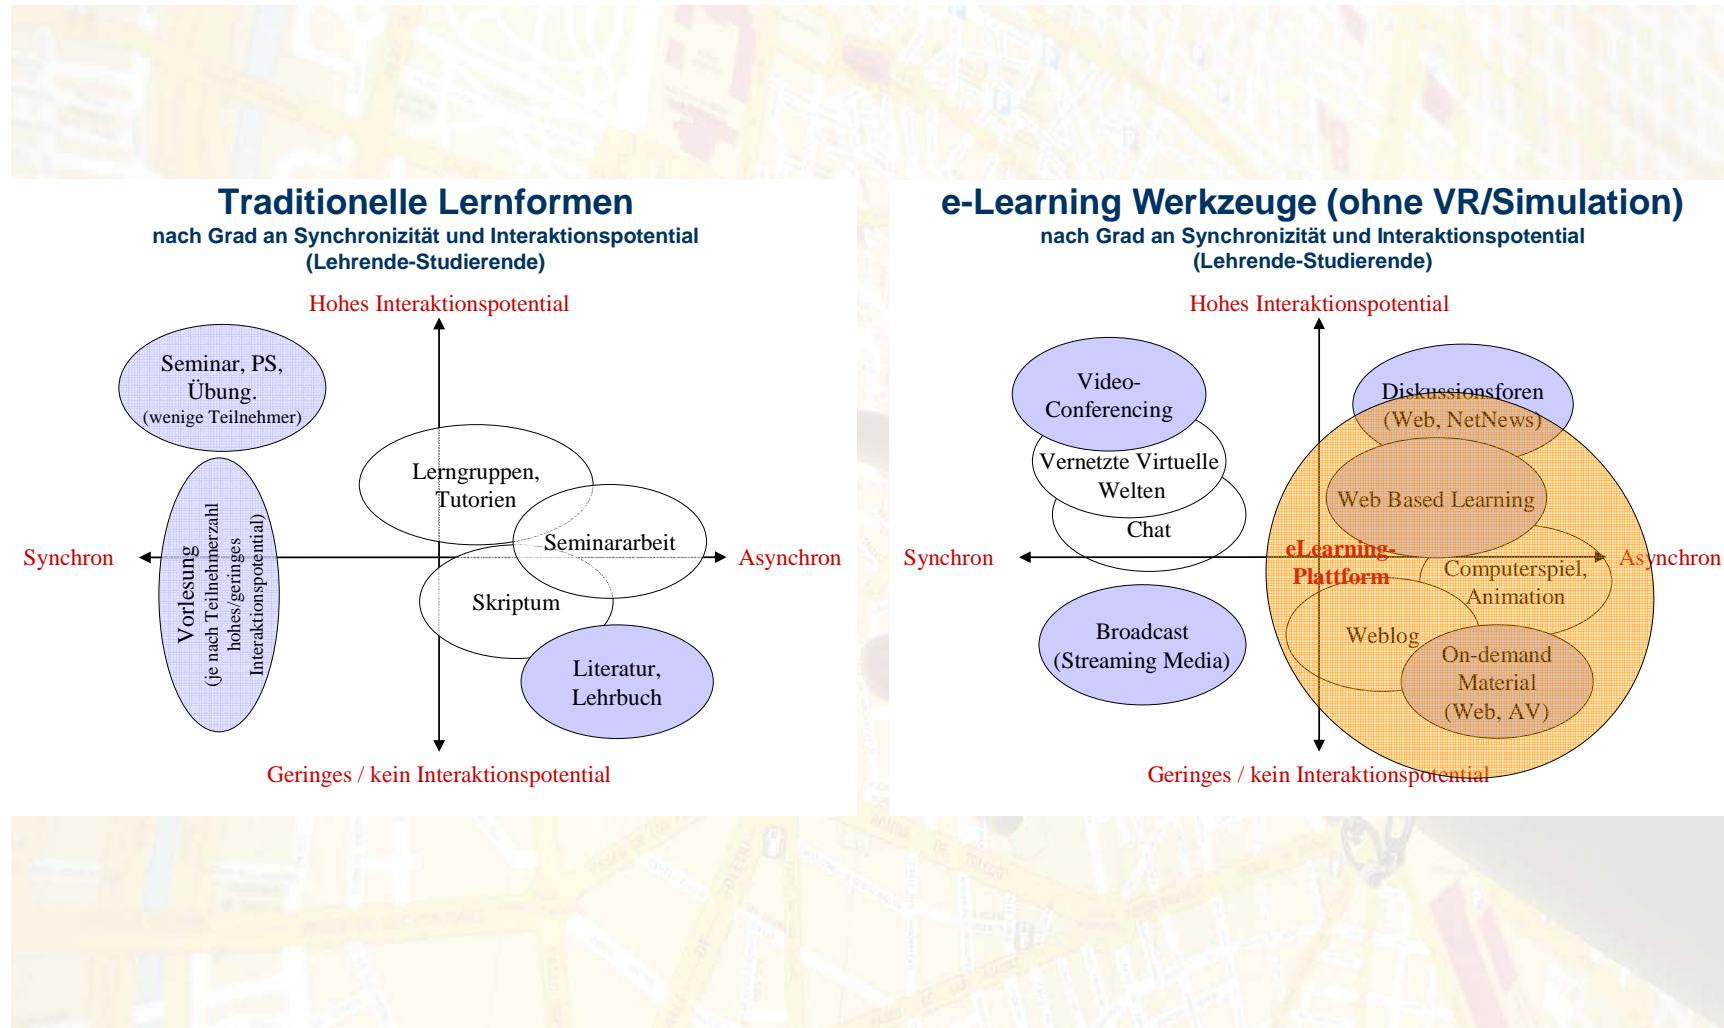 Traditionelle Lernformen
nach Grad an Synchronizität und Interaktionspotential
(Lehrende-Studierende)
Hohes Interaktionspotential
Seminar, PS,
Übung.
(wenige Teilnehmer)
Lerngruppen,
Tutorien
Vorlesung
(je nach Teilnehmerzahl
hohes/geringes
Interaktionspotential)
Seminararbeit
Synchron
Asynchron
Skriptum
Literatur,
Lehrbuch
Geringes / kein Interaktionspotential
e-Learning Werkzeuge (ohne VR/Simulation)
nach Grad an Synchronizität und Interaktionspotential
(Lehrende-Studierende)
Hohes Interaktionspotential
Video-
Conferencing
Diskussionsforen
(Web, NetNews)
Vernetzte Virtuelle
Welten
Web Based Learning
Chat
Synchron
eLearning-
Plattform
Asynchron
Computerspiel,
Animation
Broadcast
(Streaming Media)
Weblog
On-demand
Material
(Web, AV)
Geringes / kein Interaktionspotential